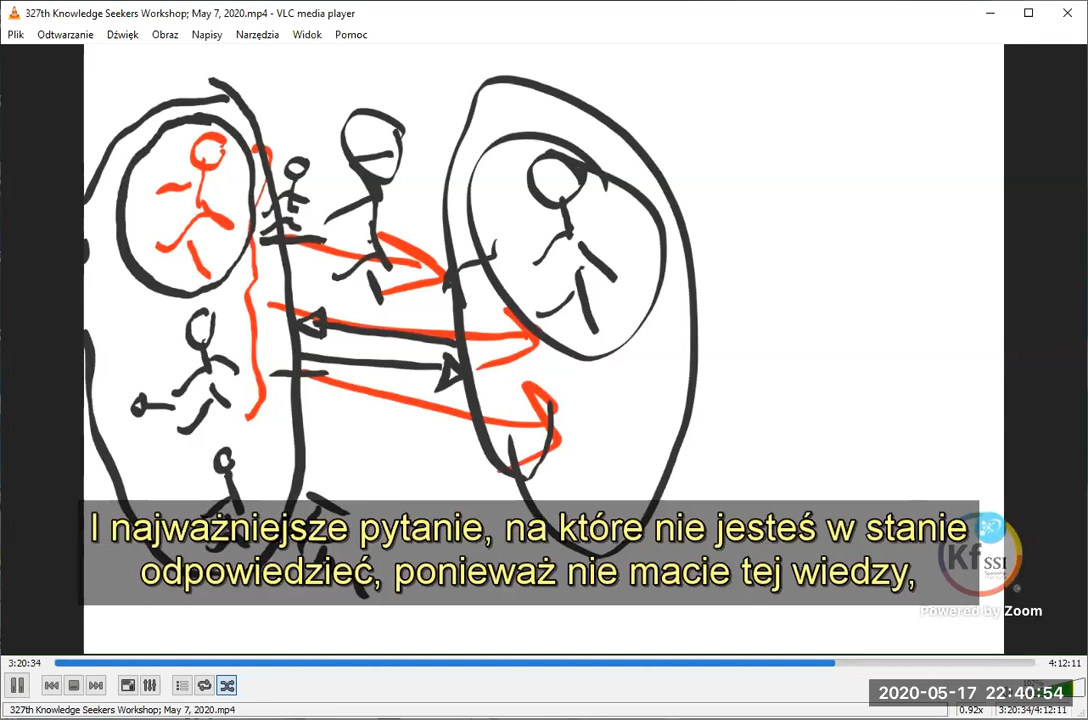 327th Knowledge Seekers Workshop; May 7, 2020.mp4 - VLC media player
Plik Odtwarzanie Dźwięk Obraz Napisy Narzędzia Widok Pomoc
I najważniejsze pytanie, na które nie jesteś w stanie
odpowiedzieć, ponieważ nie macie tej wiedzy,
Kf SSI
Powered by Zoom
3:20:34 4:12:11
2020-05-17 22:40:54
327th Knowledge Seekers Workshop; May 7, 2020.mp4 0.92x 3:20:34/4:12:11